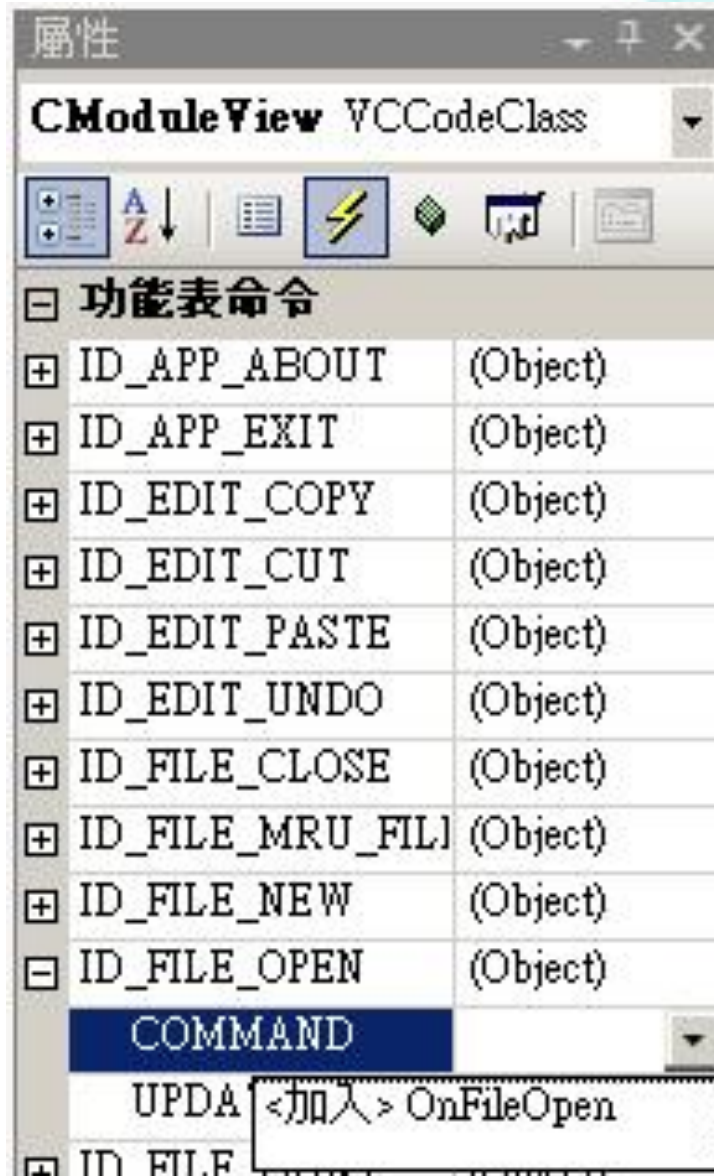 屬性
CModuleView VCCodeClass
功能表命令
ID_APP_ABOUT (Object)
ID_APP_EXIT (Object)
ID_EDIT_COPY (Object)
ID_EDIT_CUT (Object)
ID_EDIT_PASTE (Object)
ID_EDIT_UNDO (Object)
ID_FILE_CLOSE (Object)
ID_FILE_MRU_FIL (Object)
ID_FILE_NEW (Object)
ID_FILE_OPEN (Object)
COMMAND
UPDA <加入> OnFileOpen
ID_FILE